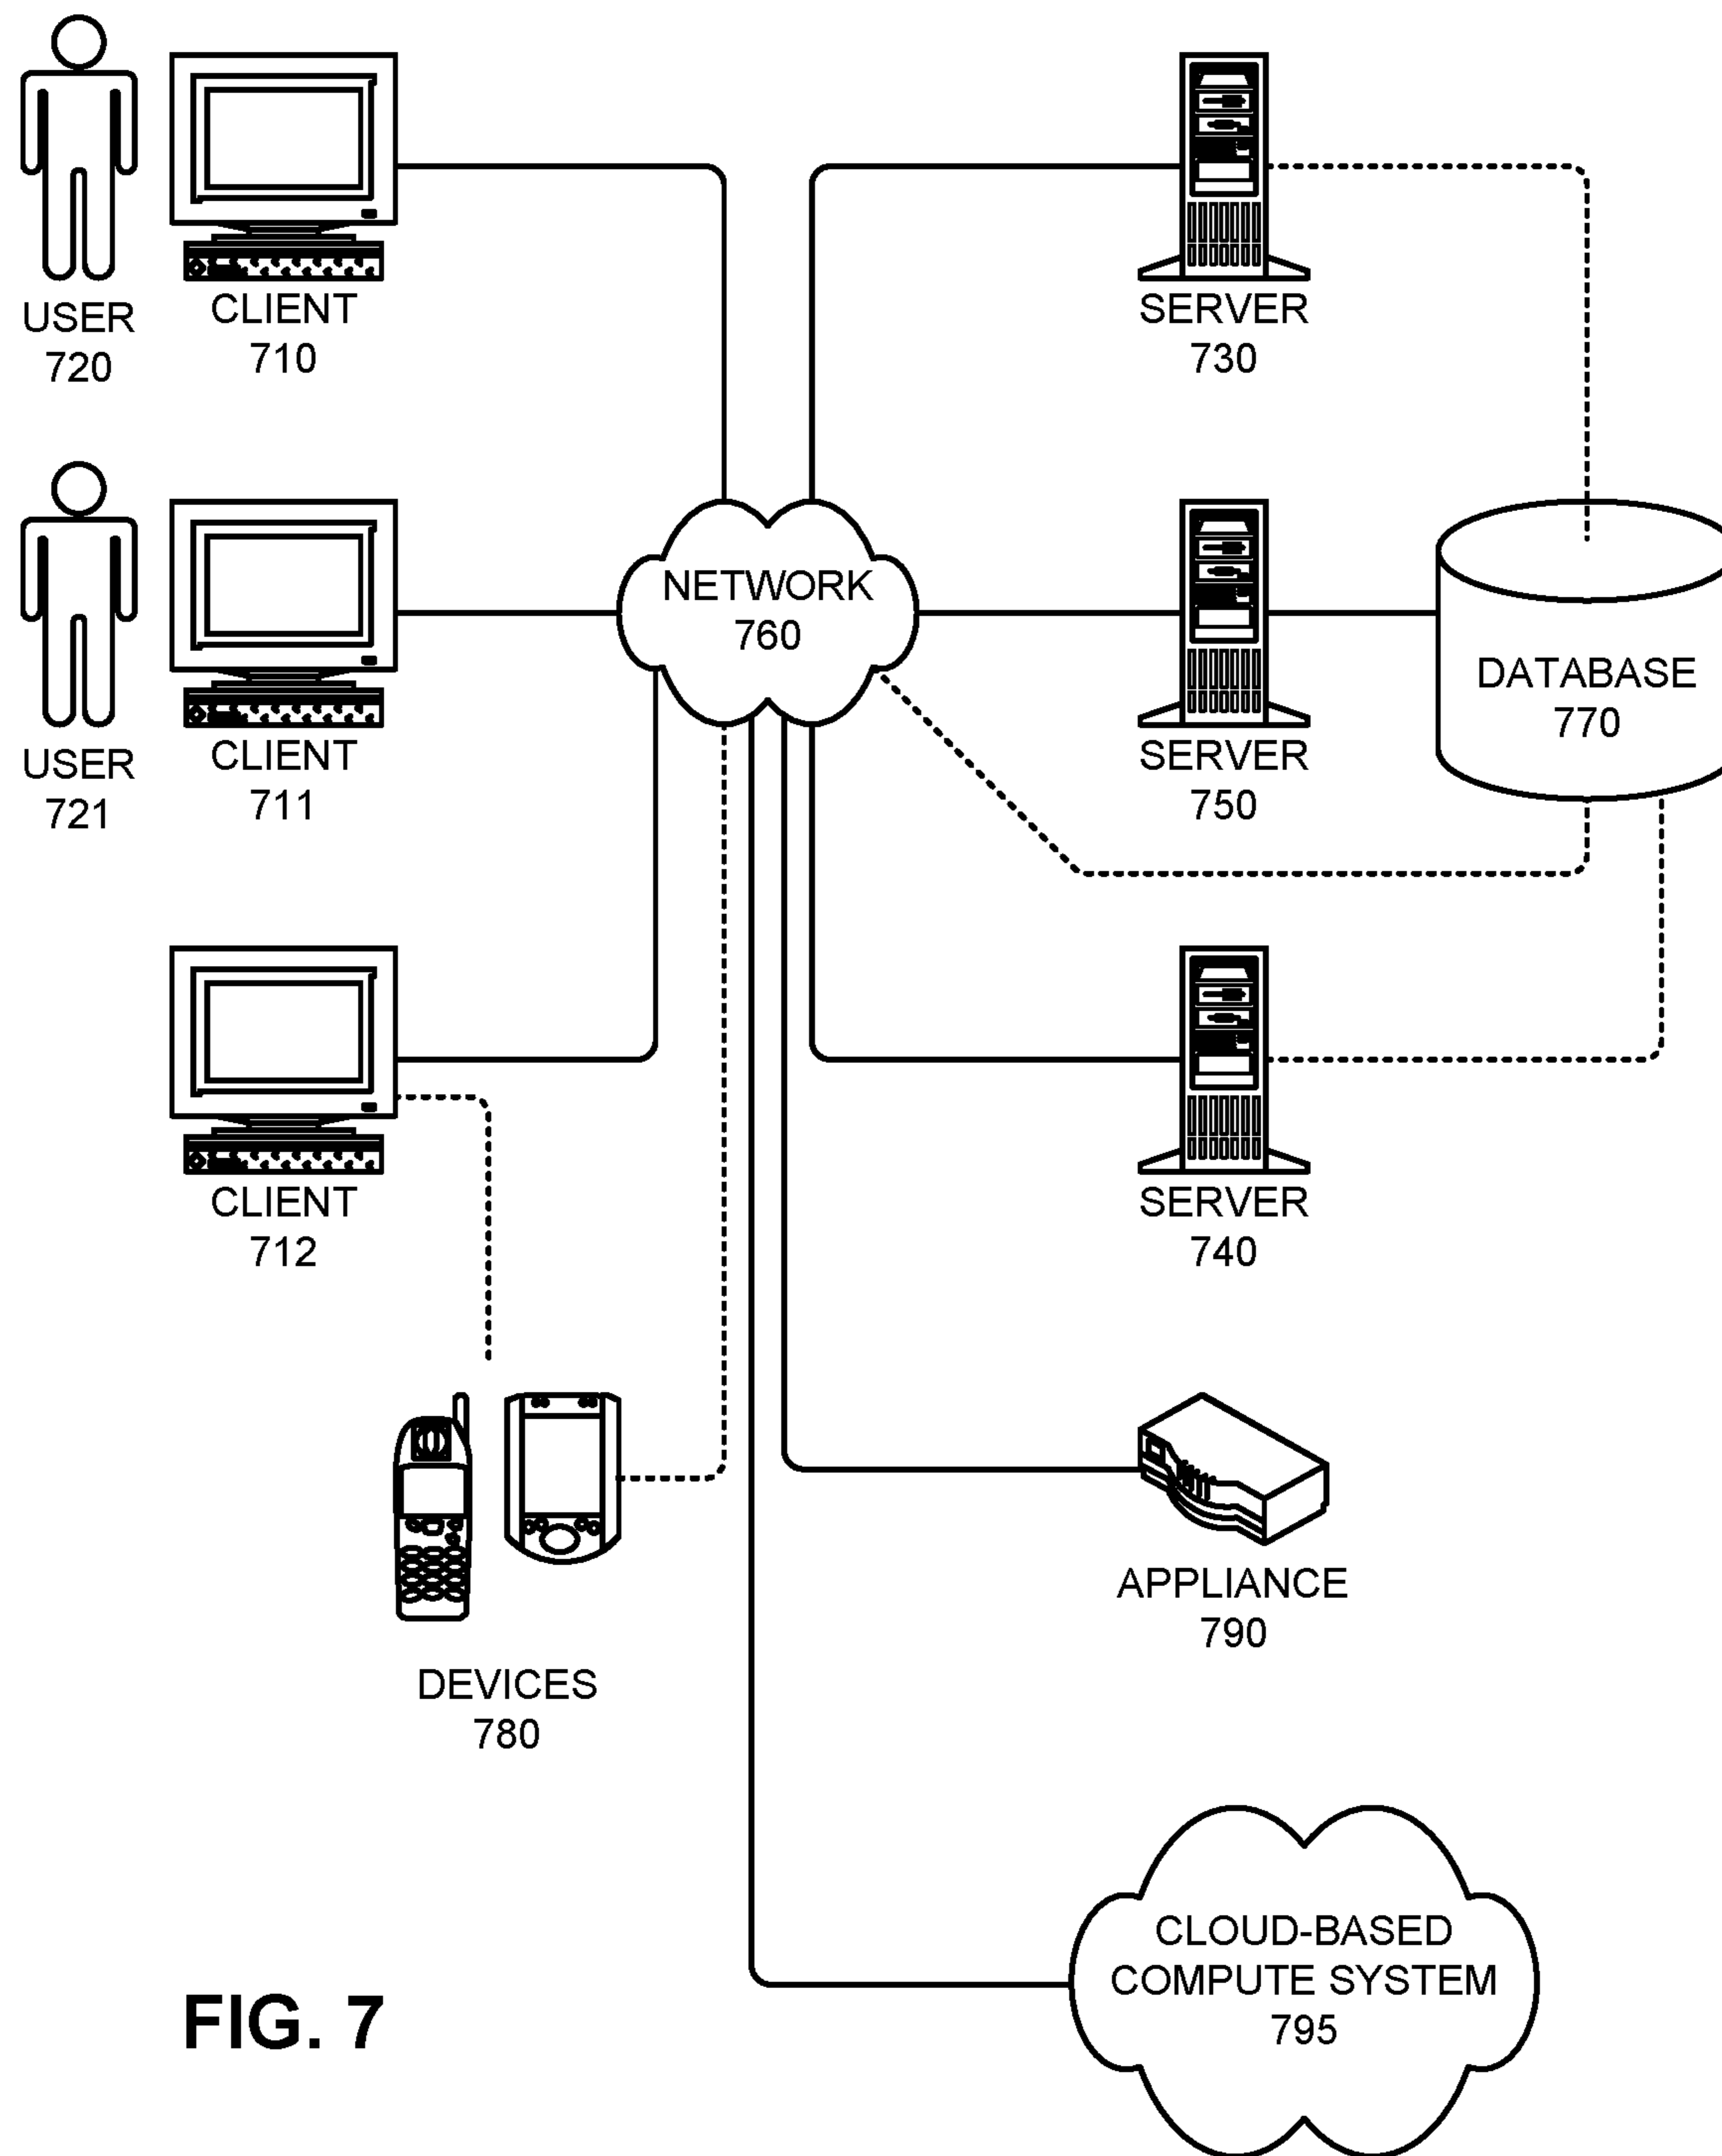 USER
720
CLIENT
710
SERVER
730
USER
721
CLIENT
711
NETWORK
760
SERVER
750
DATABASE
770
CLIENT
712
SERVER
740
DEVICES
780
APPLIANCE
790
CLOUD-BASED
COMPUTE SYSTEM
795
FIG. 7